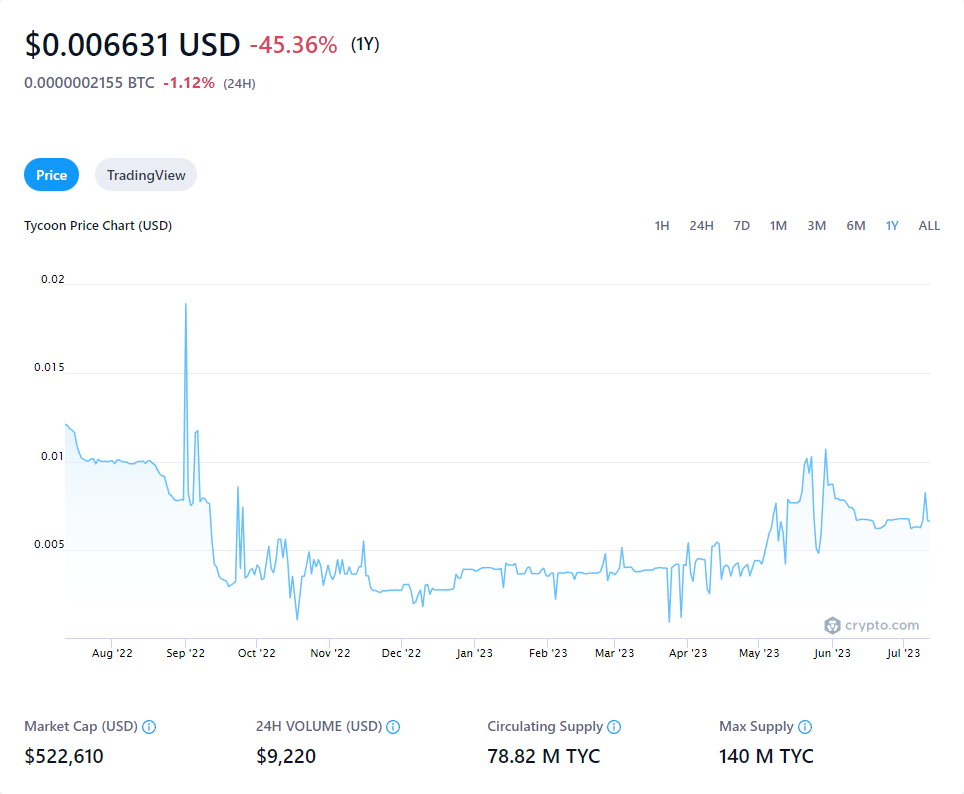 $0.006631 USD -45.36% (1Y)
0.0000002155 BTC -1.12% (24H)
Price TradingView
Tycoon Price Chart (USD) 1H 24H 7D 1M 3M 6M 1Y ALL
0.02
0.015
0.01
0.005
crypto.com
Aug '22 Sep '22 Oct '22 Nov '22 Dec '22 Jan '23 Feb '23 Mar '23 Apr '23 May '23 Jun '23 Jul '23
Market Cap (USD) 24H VOLUME (USD) Circulating Supply Max Supply
$522,610 $9,220 78.82 M TYC 140 M TYC